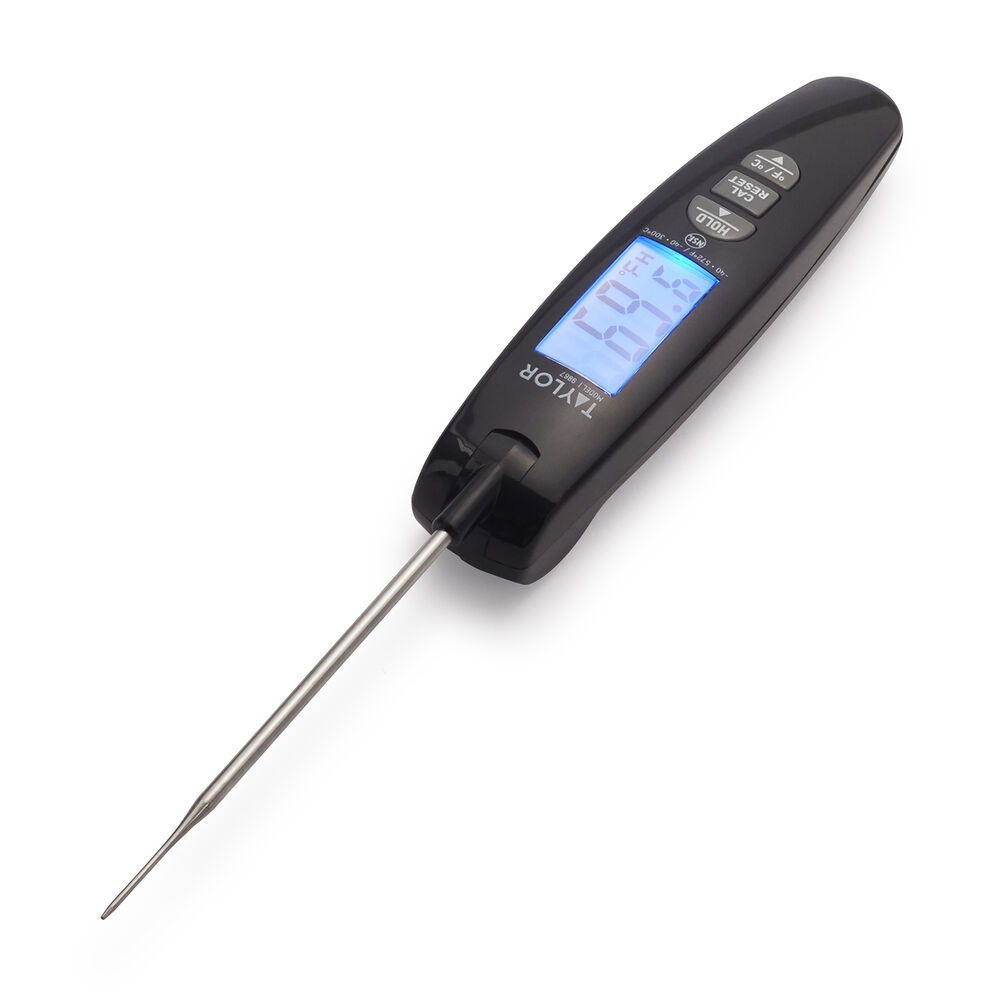 TAYLOR
MODEL | 9867
°F
H
-40 • 572°F / -40 • 300°C
NSF
HOLD
CAL
RESET
°F / °C